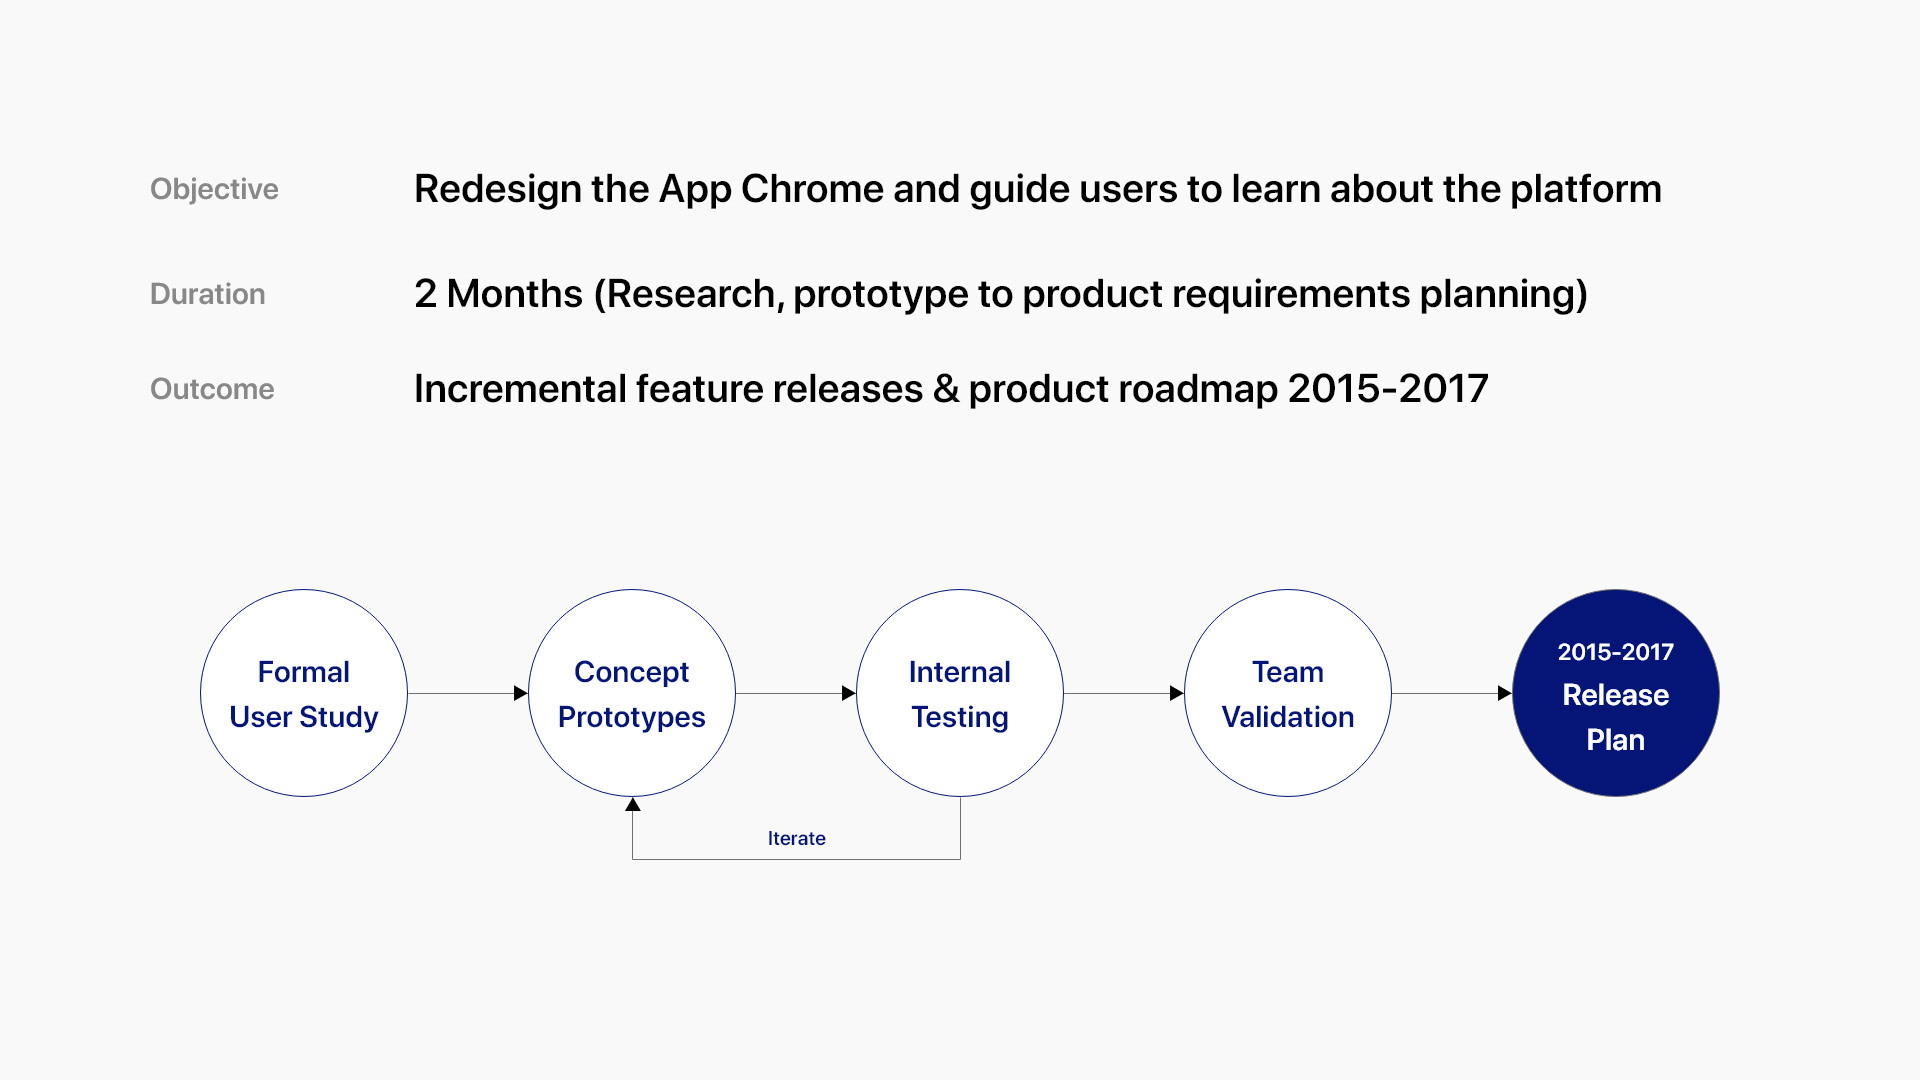 Objective
Redesign the App Chrome and guide users to learn about the platform
Duration
2 Months (Research, prototype to product requirements planning)
Outcome
Incremental feature releases & product roadmap 2015-2017
Formal
User Study
Concept
Prototypes
Internal
Testing
Team
Validation
2015-2017
Release
Plan
Iterate